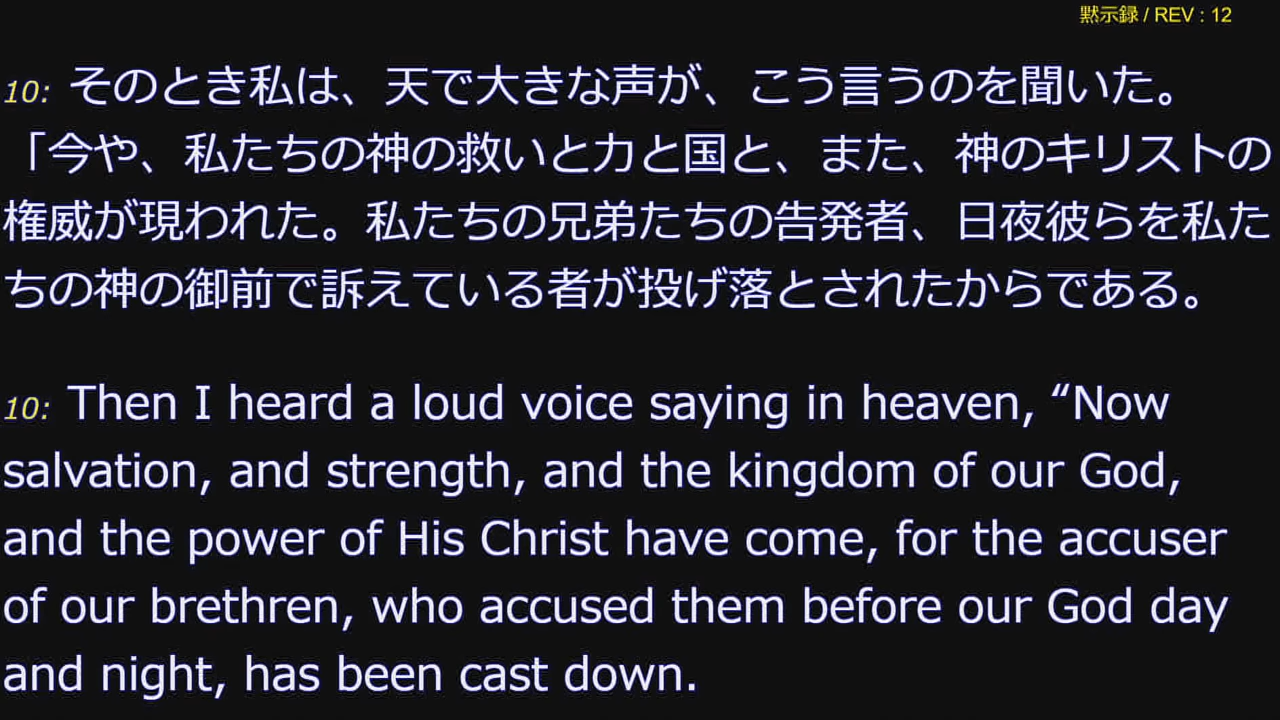 黙示録 / REV : 12
10: そのとき私は、天で大きな声が、こう言うのを聞いた。
「今や、私たちの神の救いと力と国と、また、神のキリストの
権威が現われた。私たちの兄弟たちの告発者、日夜彼らを私た
ちの神の御前で訴えている者が投げ落とされたからである。
10: Then I heard a loud voice saying in heaven, “Now
salvation, and strength, and the kingdom of our God,
and the power of His Christ have come, for the accuser
of our brethren, who accused them before our God day
and night, has been cast down.